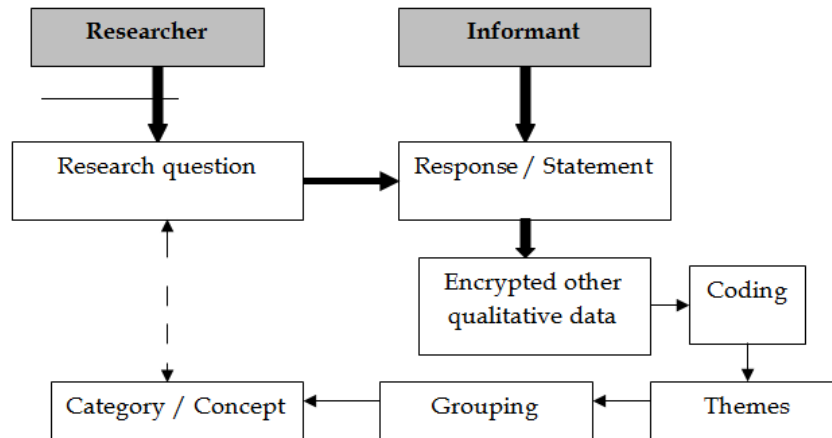 Researcher
Informant
Research question
Response / Statement
Encrypted other
qualitative data
Coding
Category / Concept
Grouping
Themes